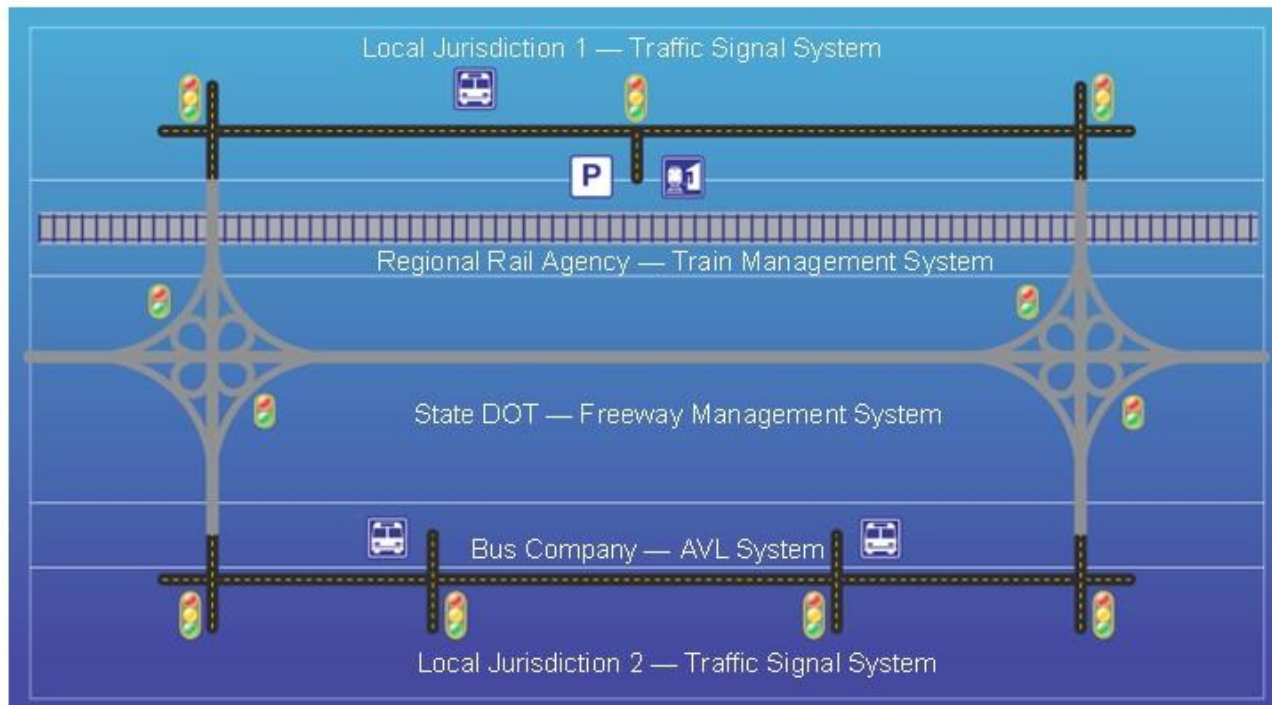 Local Jurisdiction 1 — Traffic Signal System
P
Regional Rail Agency — Train Management System
State DOT — Freeway Management System
Bus Company — AVL System
Local Jurisdiction 2 — Traffic Signal System